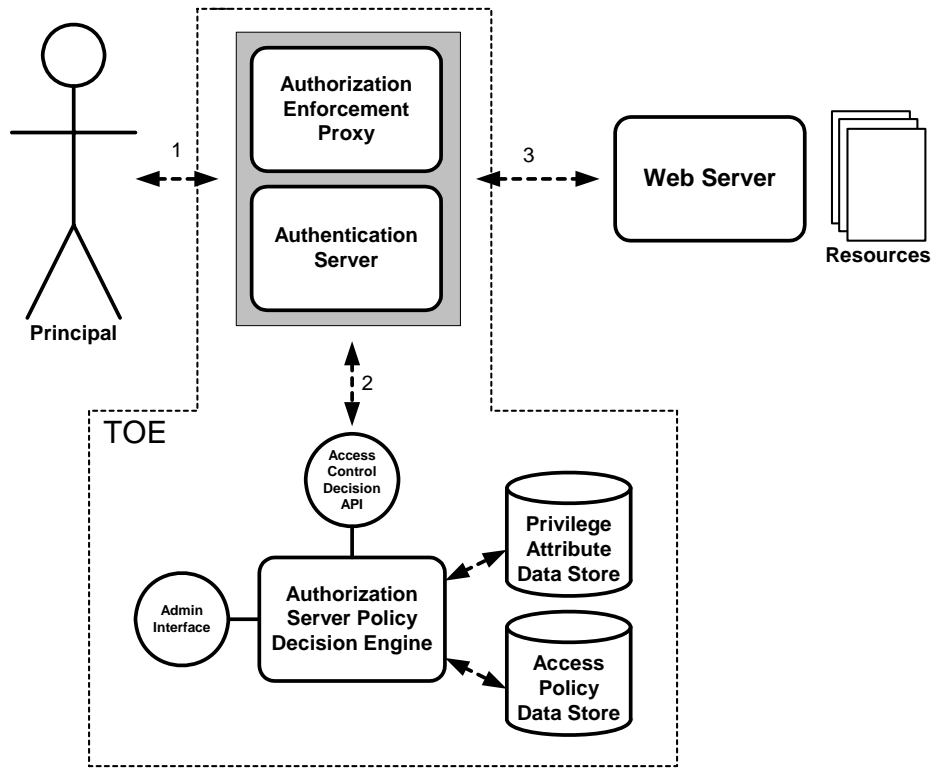 Authorization
Enforcement
Proxy
1
3
Web Server
Authentication
Server
Resources
Principal
2
TOE
Access
Control
Decision
API
Privilege
Attribute
Data Store
Admin
Interface
Authorization
Server Policy
Decision Engine
Access
Policy
Data Store